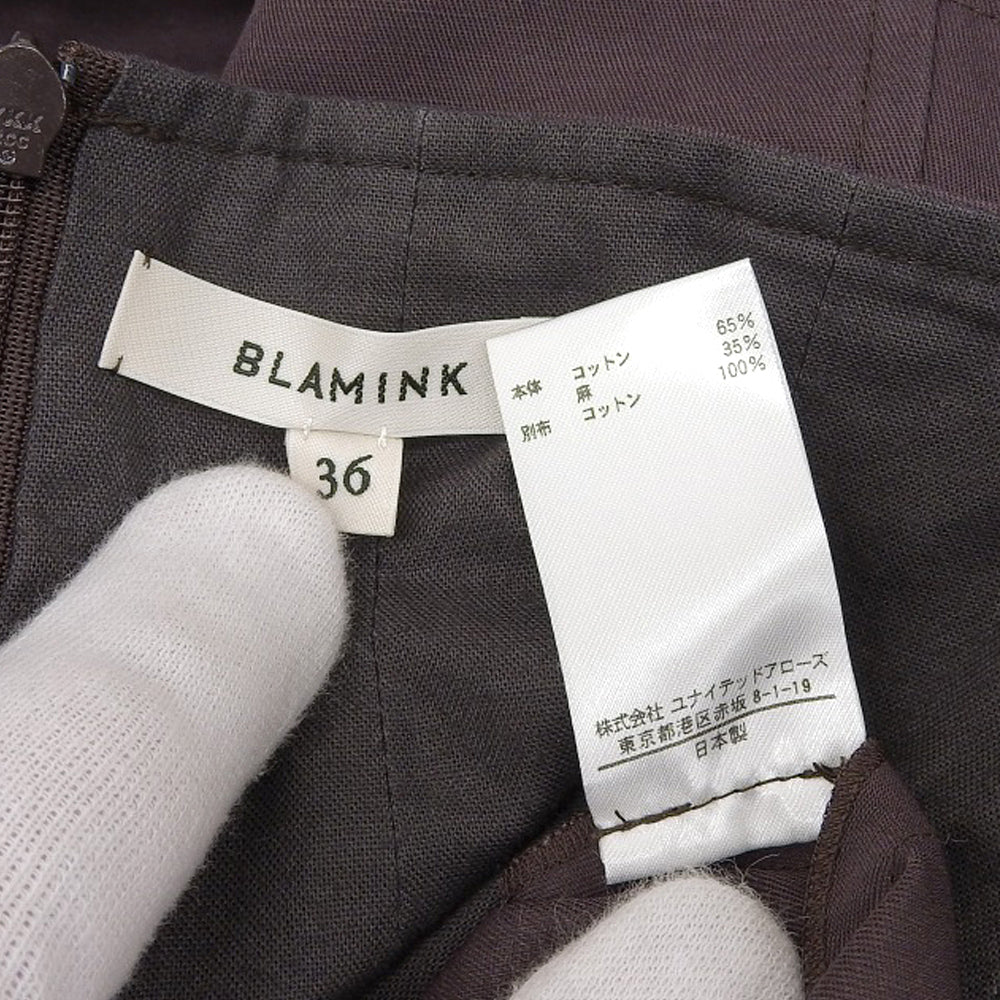 BLAMINK
36
本体 コットン 65%
麻 35%
別布 コットン 100%
株式会社 ユナイテッドアローズ
東京都港区赤坂 8-1-19
日本製